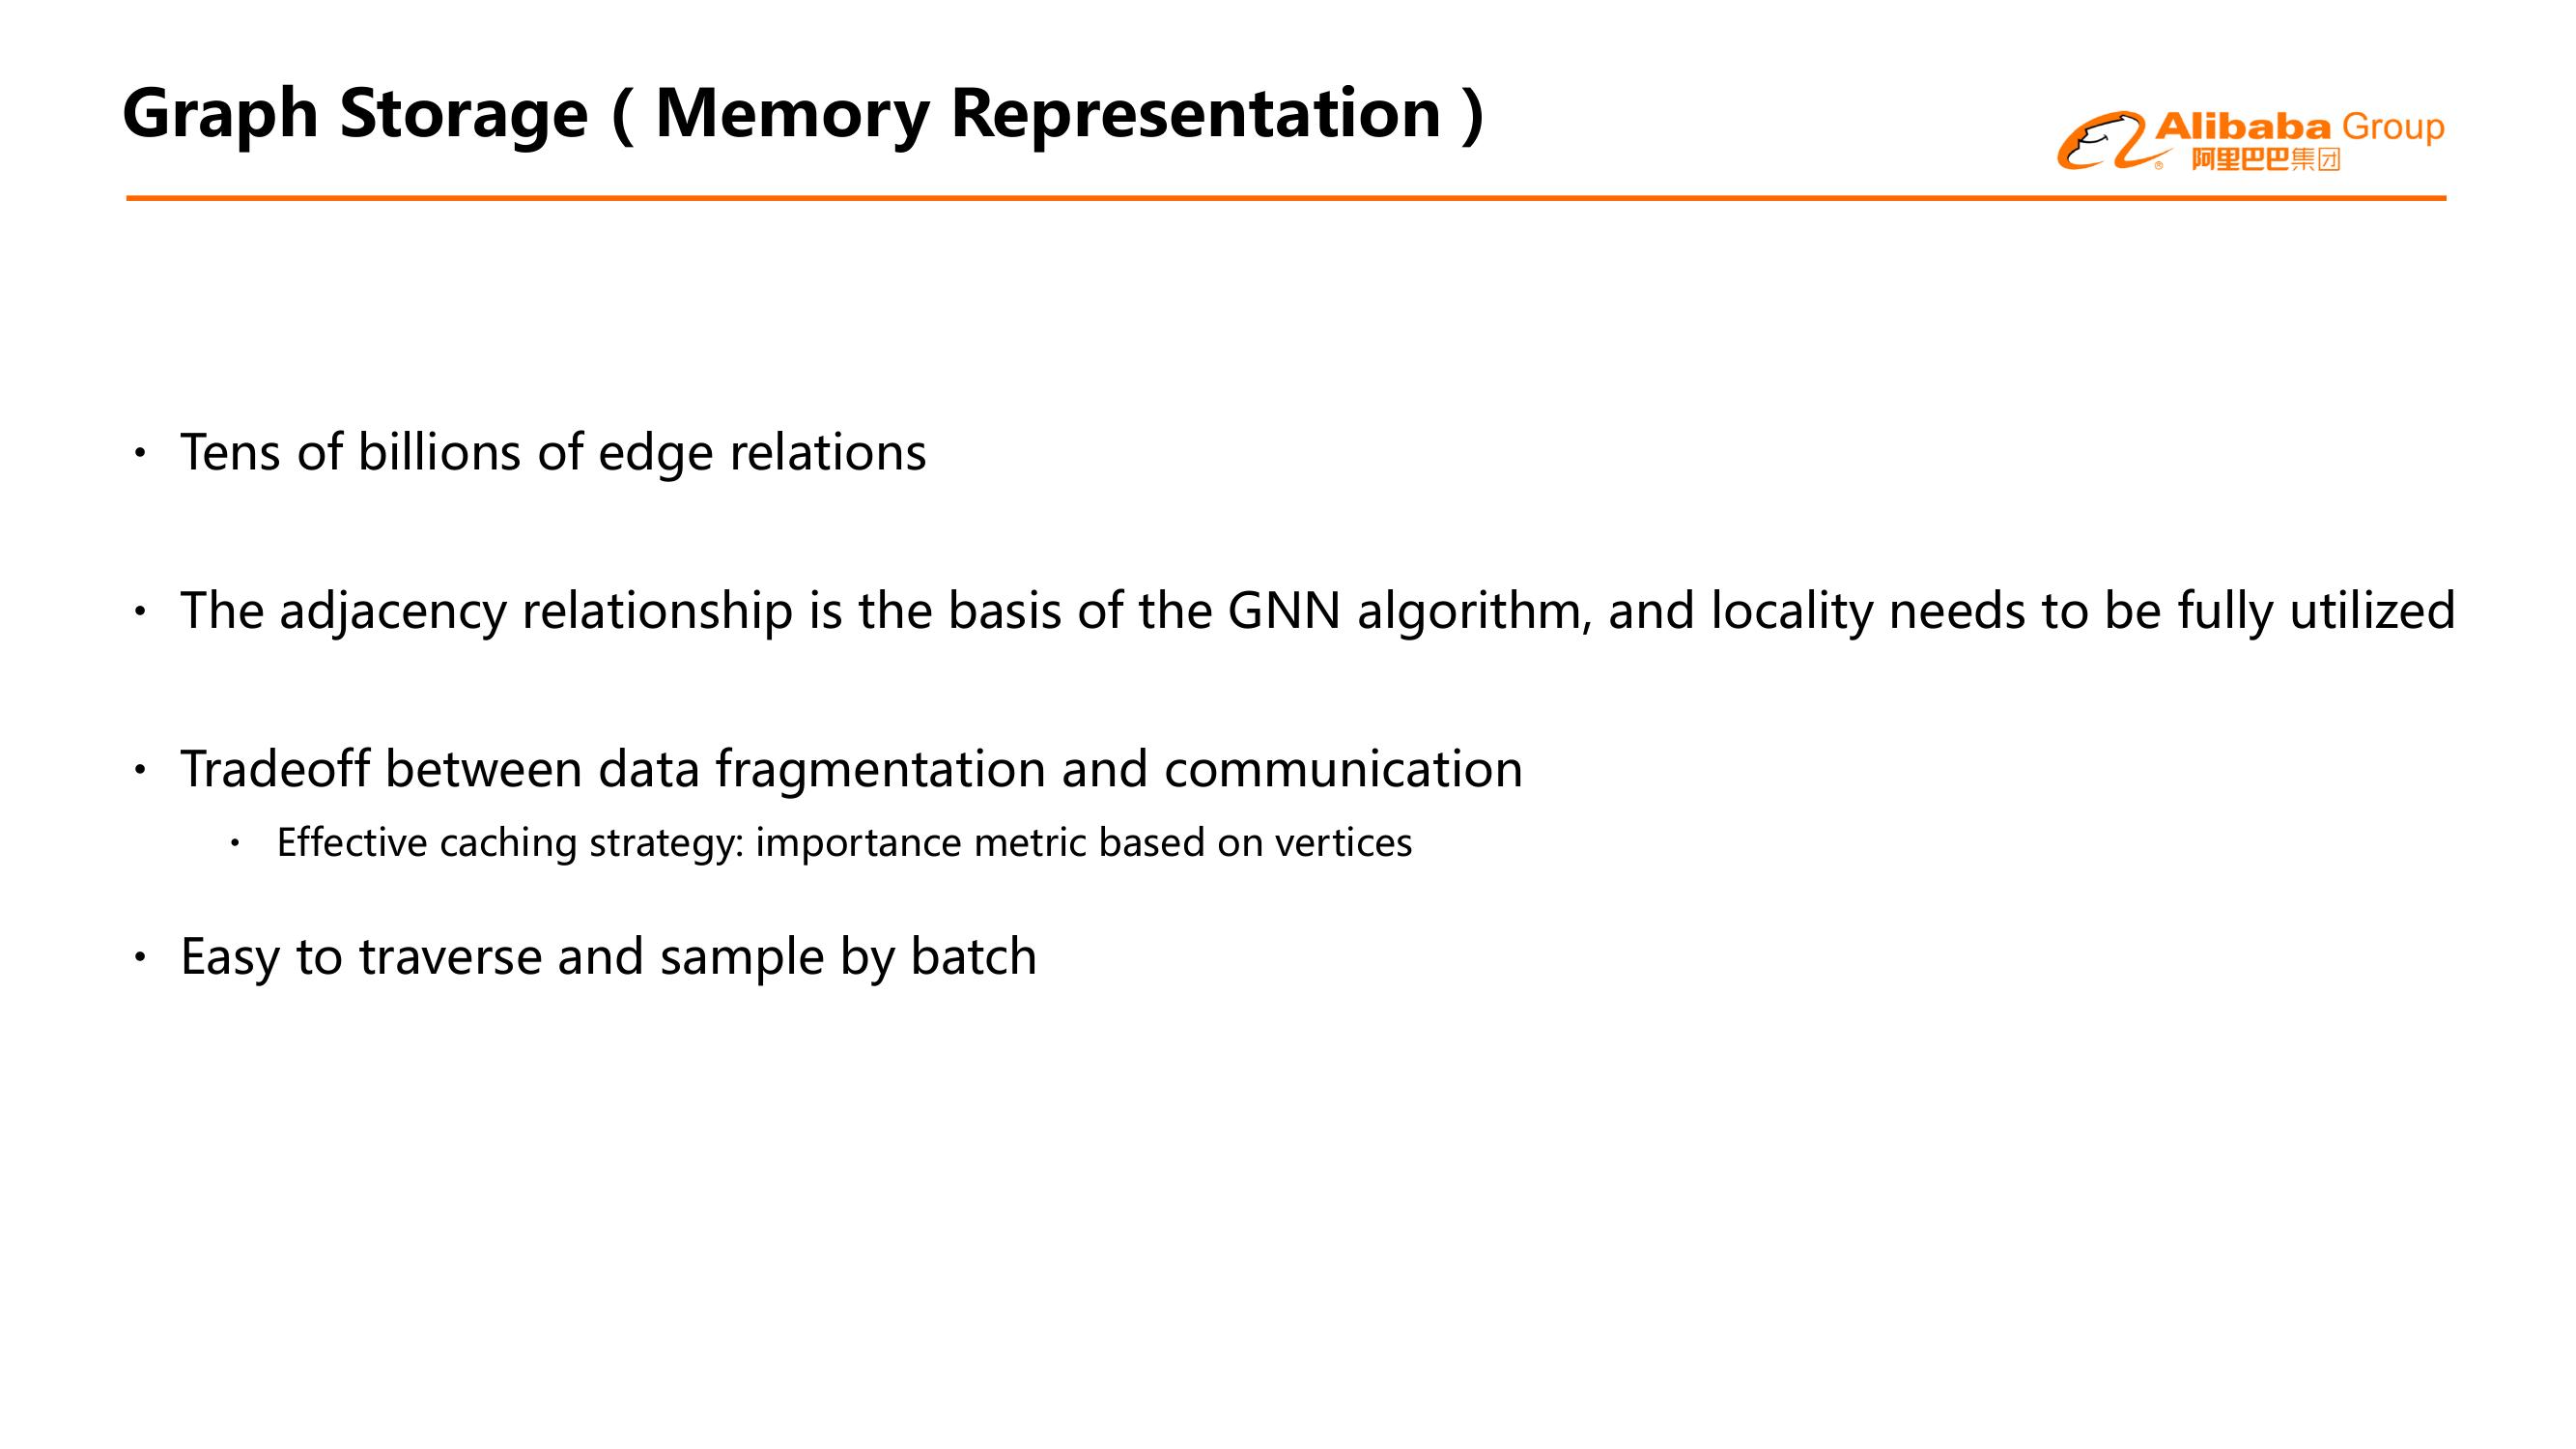 Graph Storage ( Memory Representation )
Alibaba Group
阿里巴巴集团
• Tens of billions of edge relations
• The adjacency relationship is the basis of the GNN algorithm, and locality needs to be fully utilized
• Tradeoff between data fragmentation and communication
• Effective caching strategy: importance metric based on vertices
• Easy to traverse and sample by batch